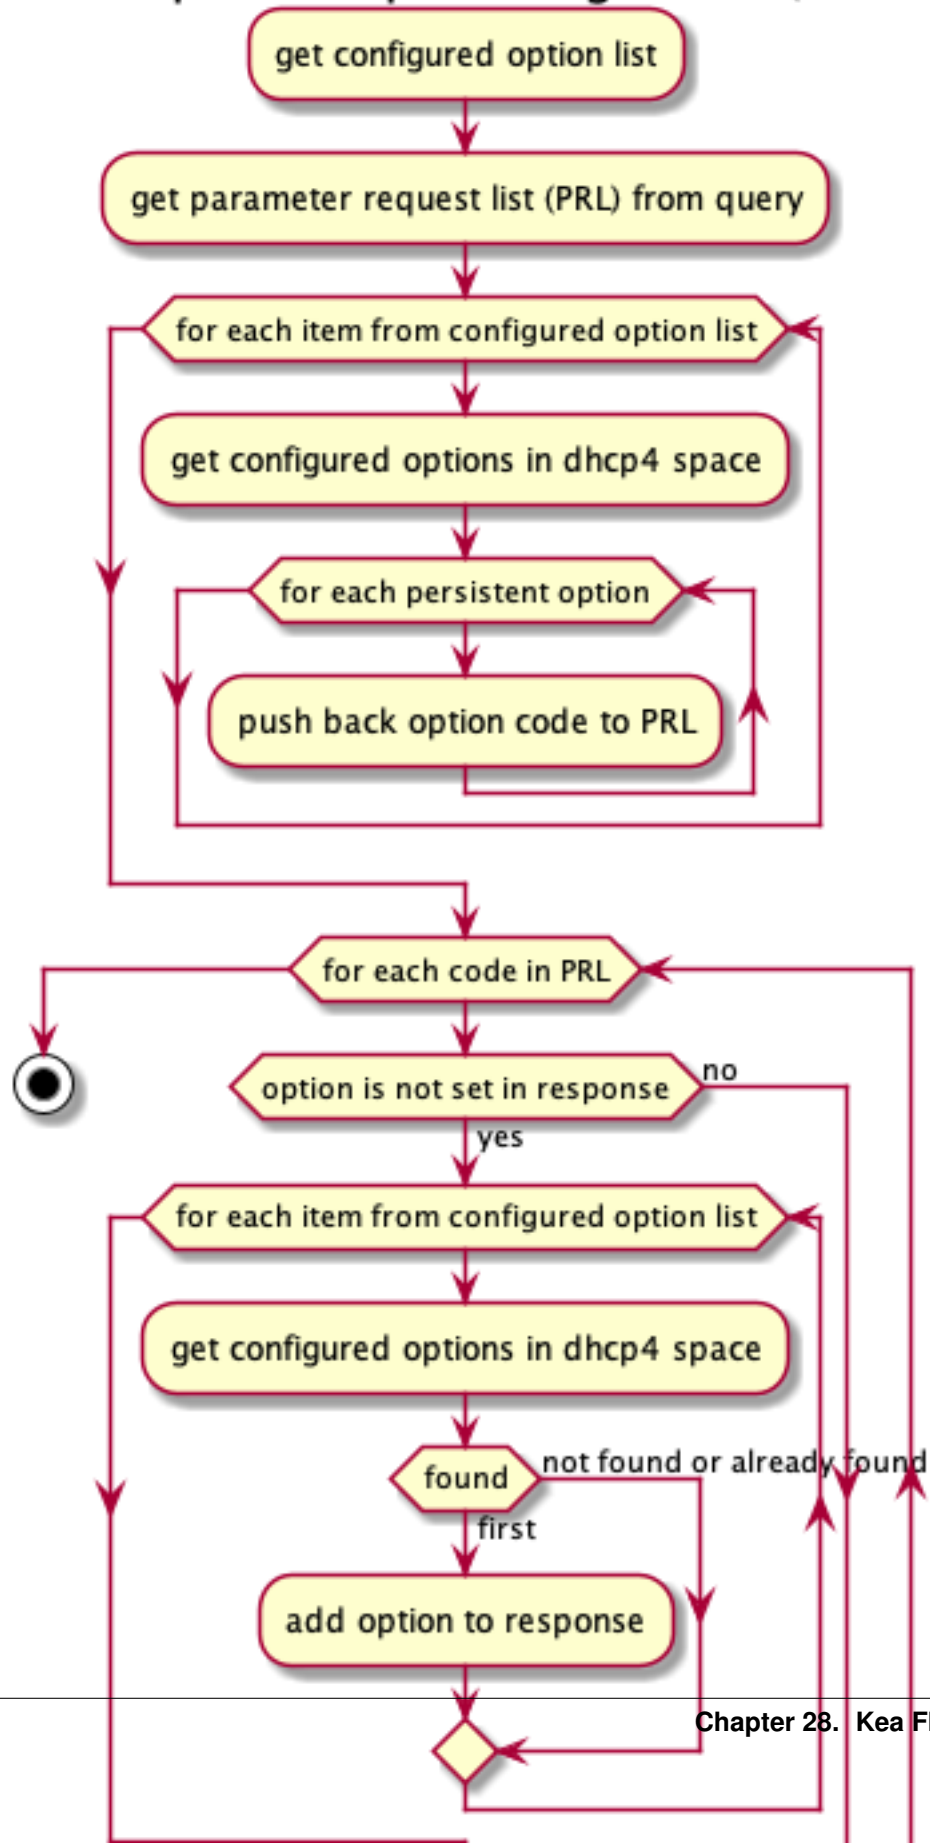 get configured option list
get parameter request list (PRL) from query
for each item from configured option list
get configured options in dhcp4 space
for each persistent option
push back option code to PRL
for each code in PRL
option is not set in response
no
yes
for each item from configured option list
get configured options in dhcp4 space
found
not found or already found
first
add option to response
Chapter 28. Kea